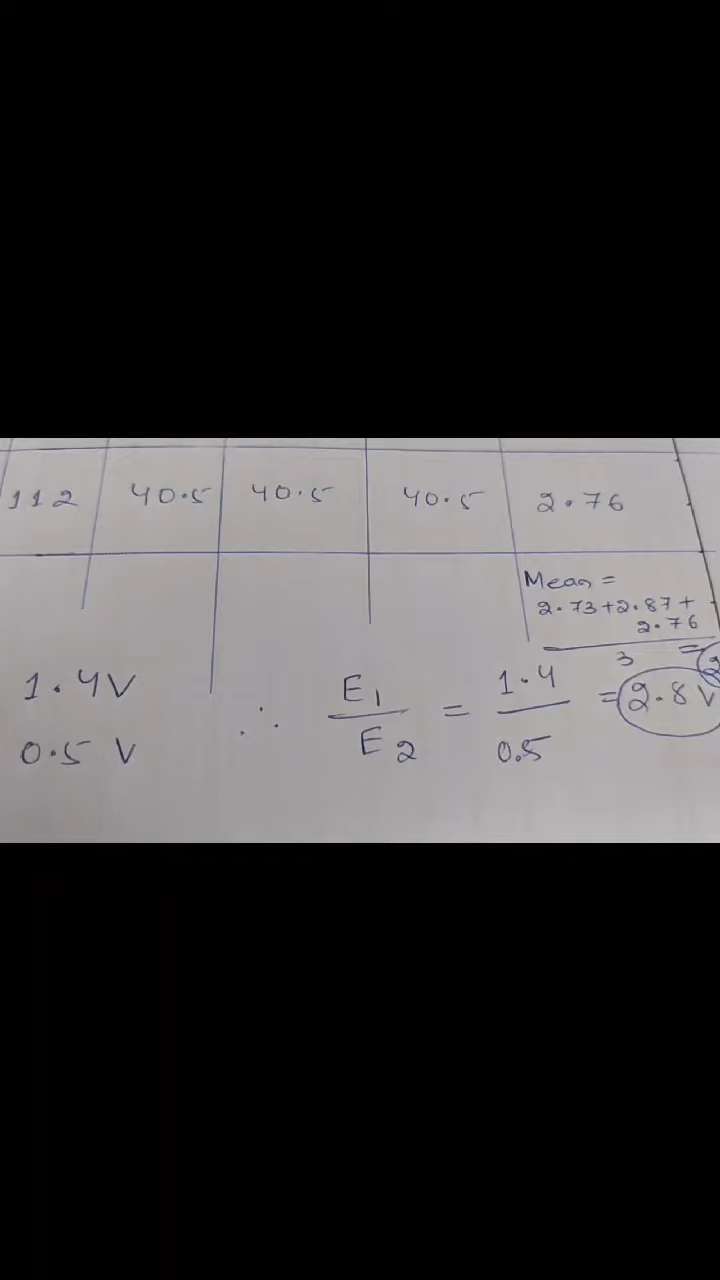 112 40.5 40.5 40.5 2.76
Mean =
2.73+2.87+
2.76
3 =
1.4V
0.5 V
∴ E1/E2 = 1.4/0.5 = 2.8 V